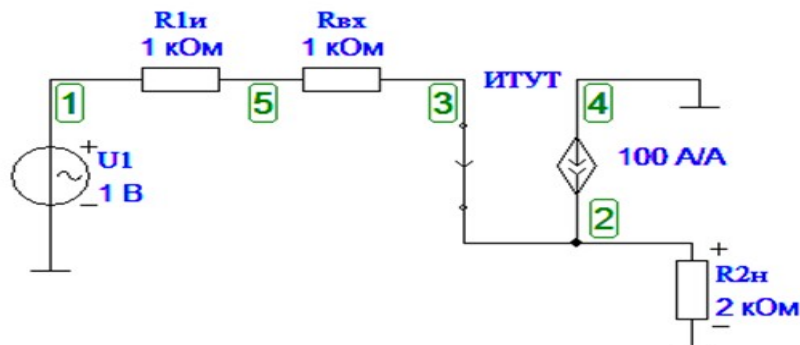 R1и
1 кОм
Rвх
1 кОм
1
5
3
ИТУТ
4
100 A/A
+
U1
1 В
−
2
+
R2н
2 кОм
−